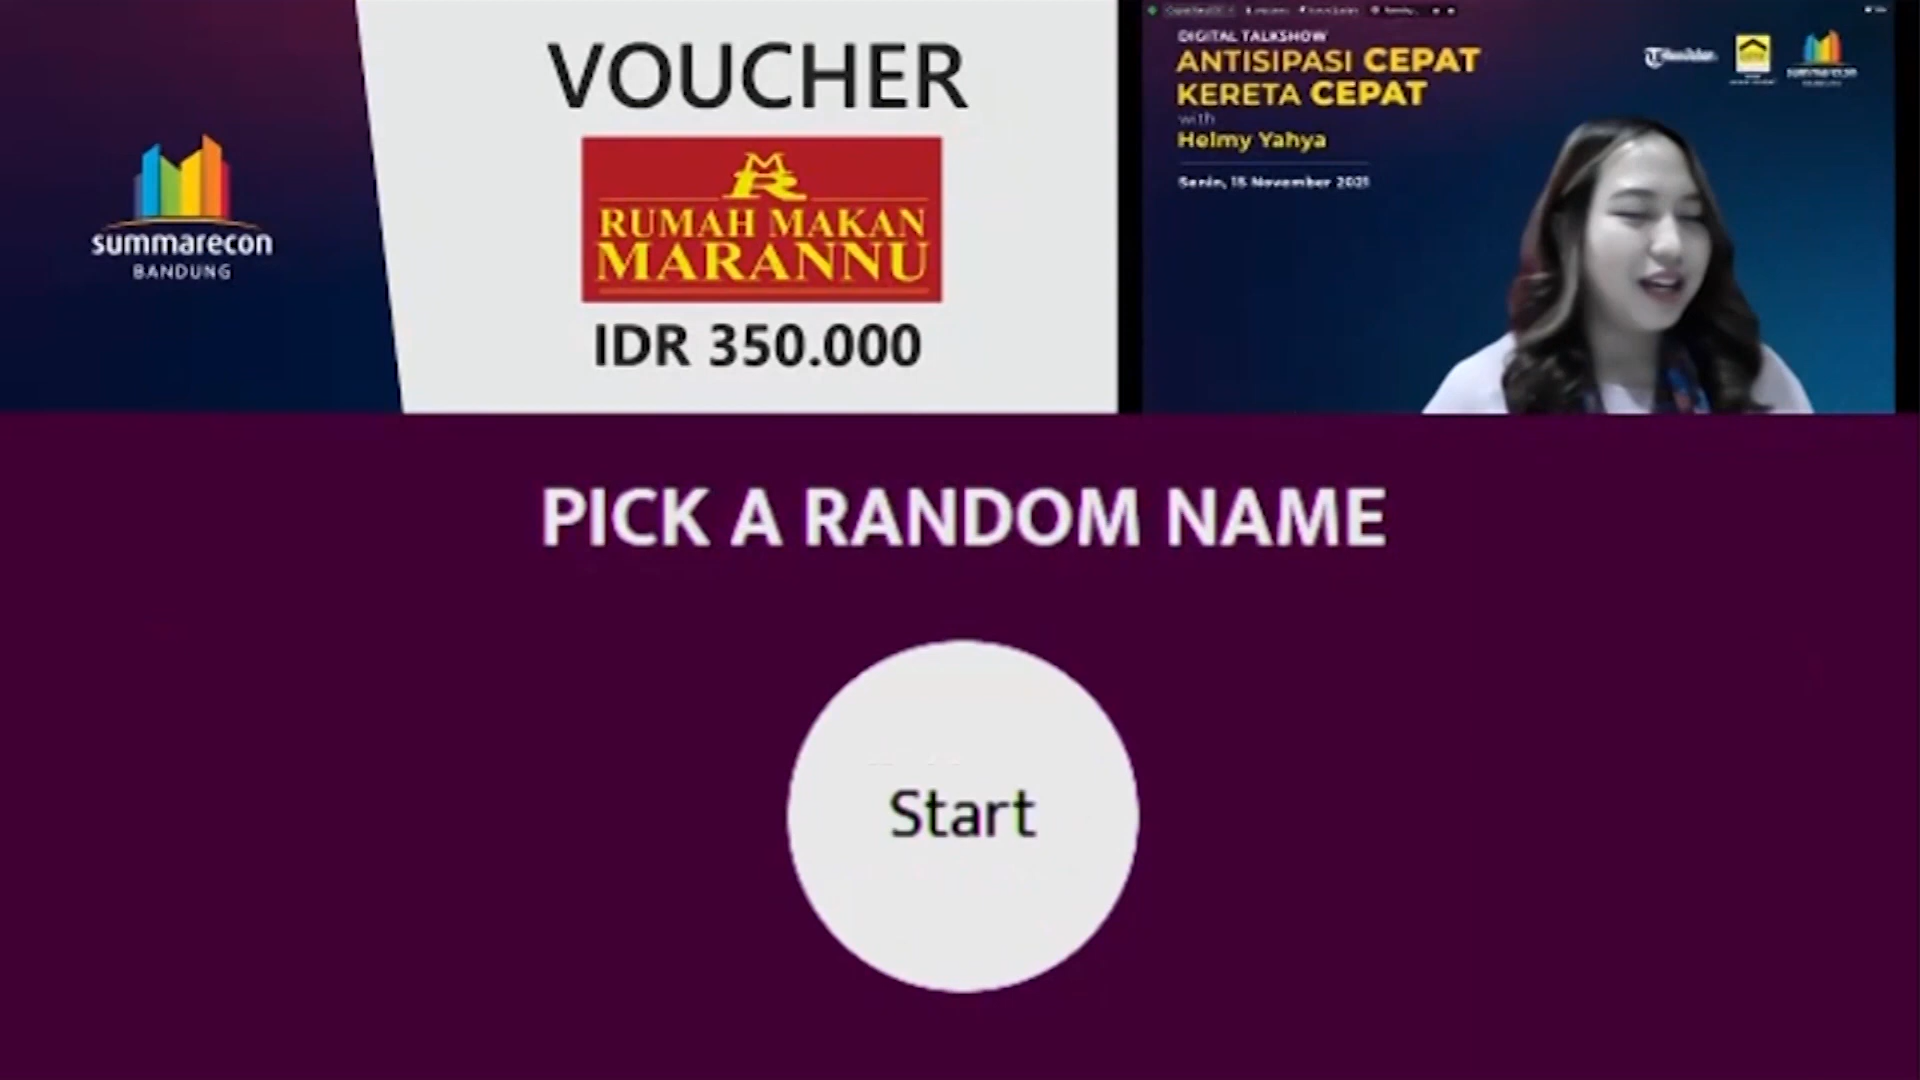 summarecon
BANDUNG
VOUCHER
RUMAH MAKAN
MARANNU
IDR 350.000
DIGITAL TALKSHOW
ANTISIPASI CEPAT
KERETA CEPAT
with
Helmy Yahya
Senin, 15 November 2021
summarecon
PICK A RANDOM NAME
Start